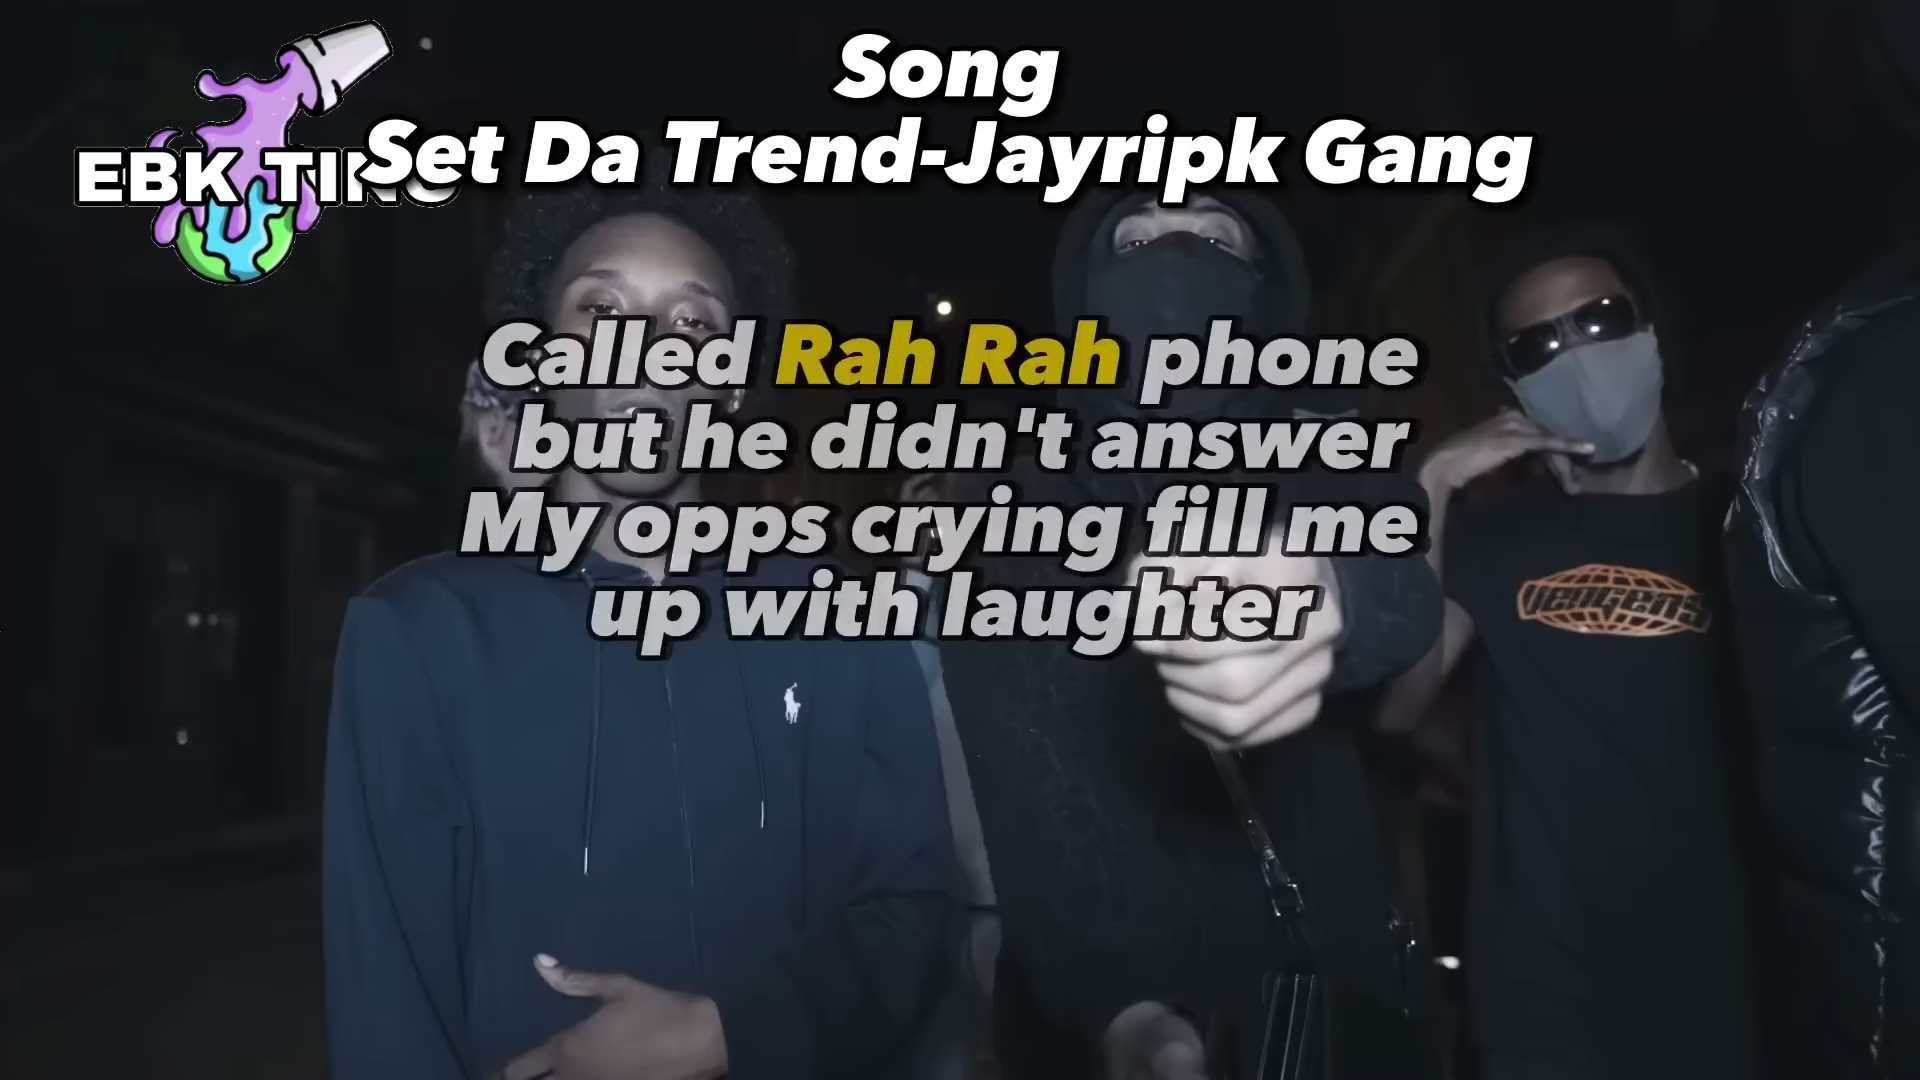 Song
Set Da Trend-Jayripk Gang
EBK
Called Rah Rah phone
but he didn't answer
My opps crying fill me
up with laughter